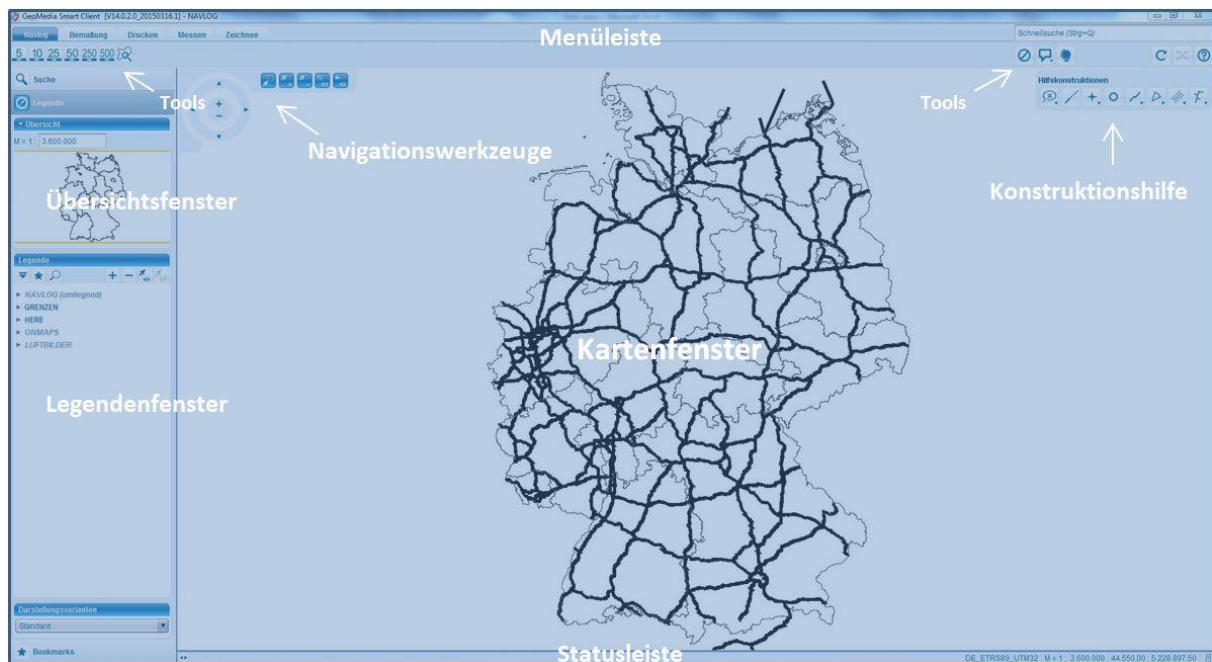 GeoMedia Smart Client [V14.0.2.0_20150316.1] - NAVLOG
Navlog Bemaßung Drucken Messen Zeichnen
Menüleiste
Schnellsuche (Strg+Q)
5 10 25 50 250 500
Suche
Tools
Tools
Hilfskonstruktionen
Legende
Übersicht
M = 1 : 3.600.000
Navigationswerkzeuge
Konstruktionshilfe
Übersichtsfenster
Legende
NAVLOG (umliegend)
GRENZEN
HERE
ONMAPS
LUFTBILDER
Kartenfenster
Legendenfenster
Darstellungsvarianten
Standard
Bookmarks
Statusleiste
DE_ETRS89_UTM32 M = 1 : 3.600.000 44.550,00 5.228.897,50